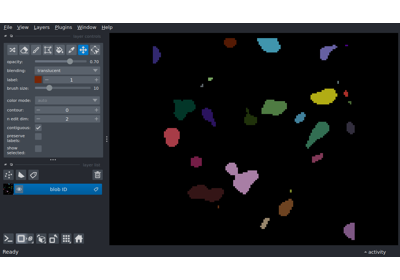 File View Layers Plugins Window Help
opacity: 0.70
blending: translucent
label: 1
brush size: 10
color mode:
contour: 0
n edit dim: 2
contiguous:
preserve
labels:
show
selected:
blob ID
Ready
activity